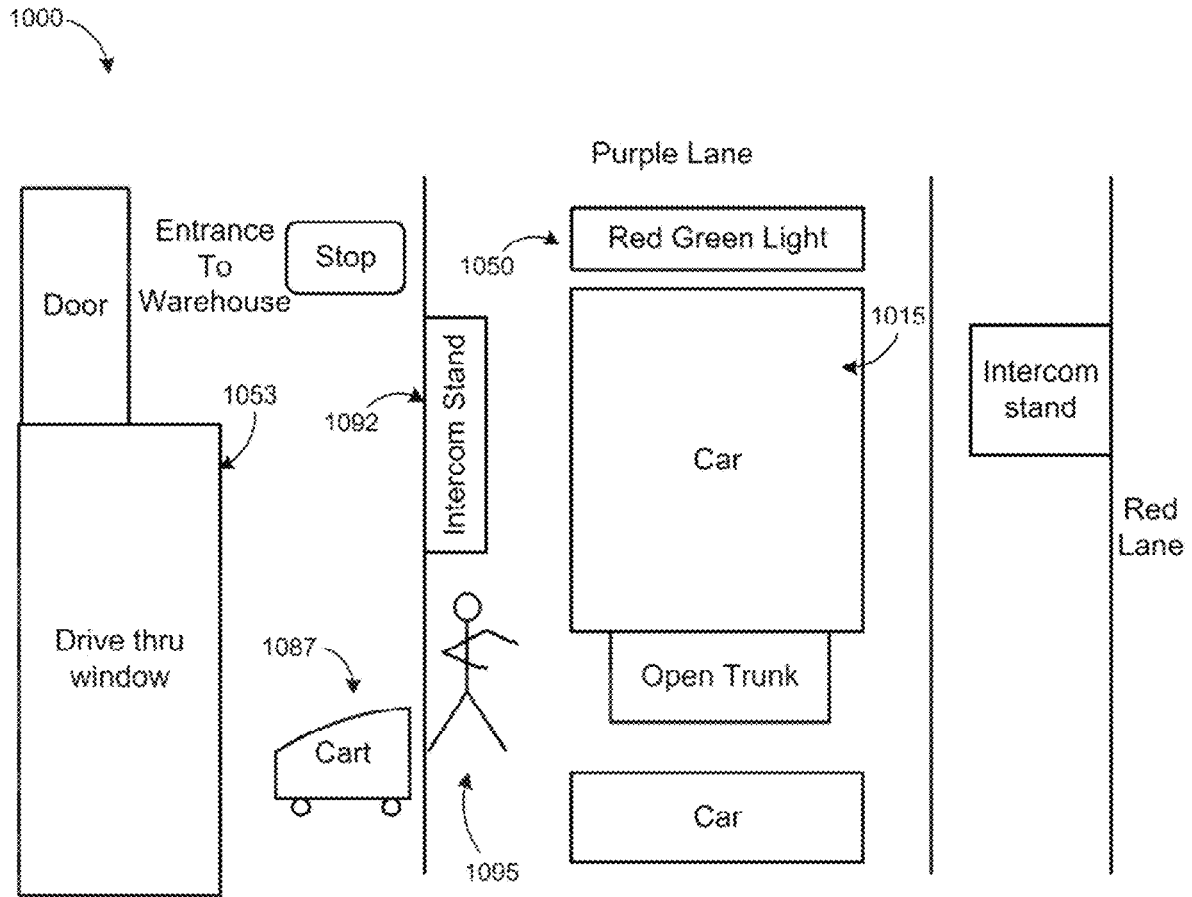 1000
Purple Lane
Entrance
To
Warehouse
Stop
1050
Red Green Light
Door
1015
Intercom Stand
Intercom
stand
1053
1092
Car
Red
Lane
Drive thru
window
1087
Open Trunk
Cart
Car
1095